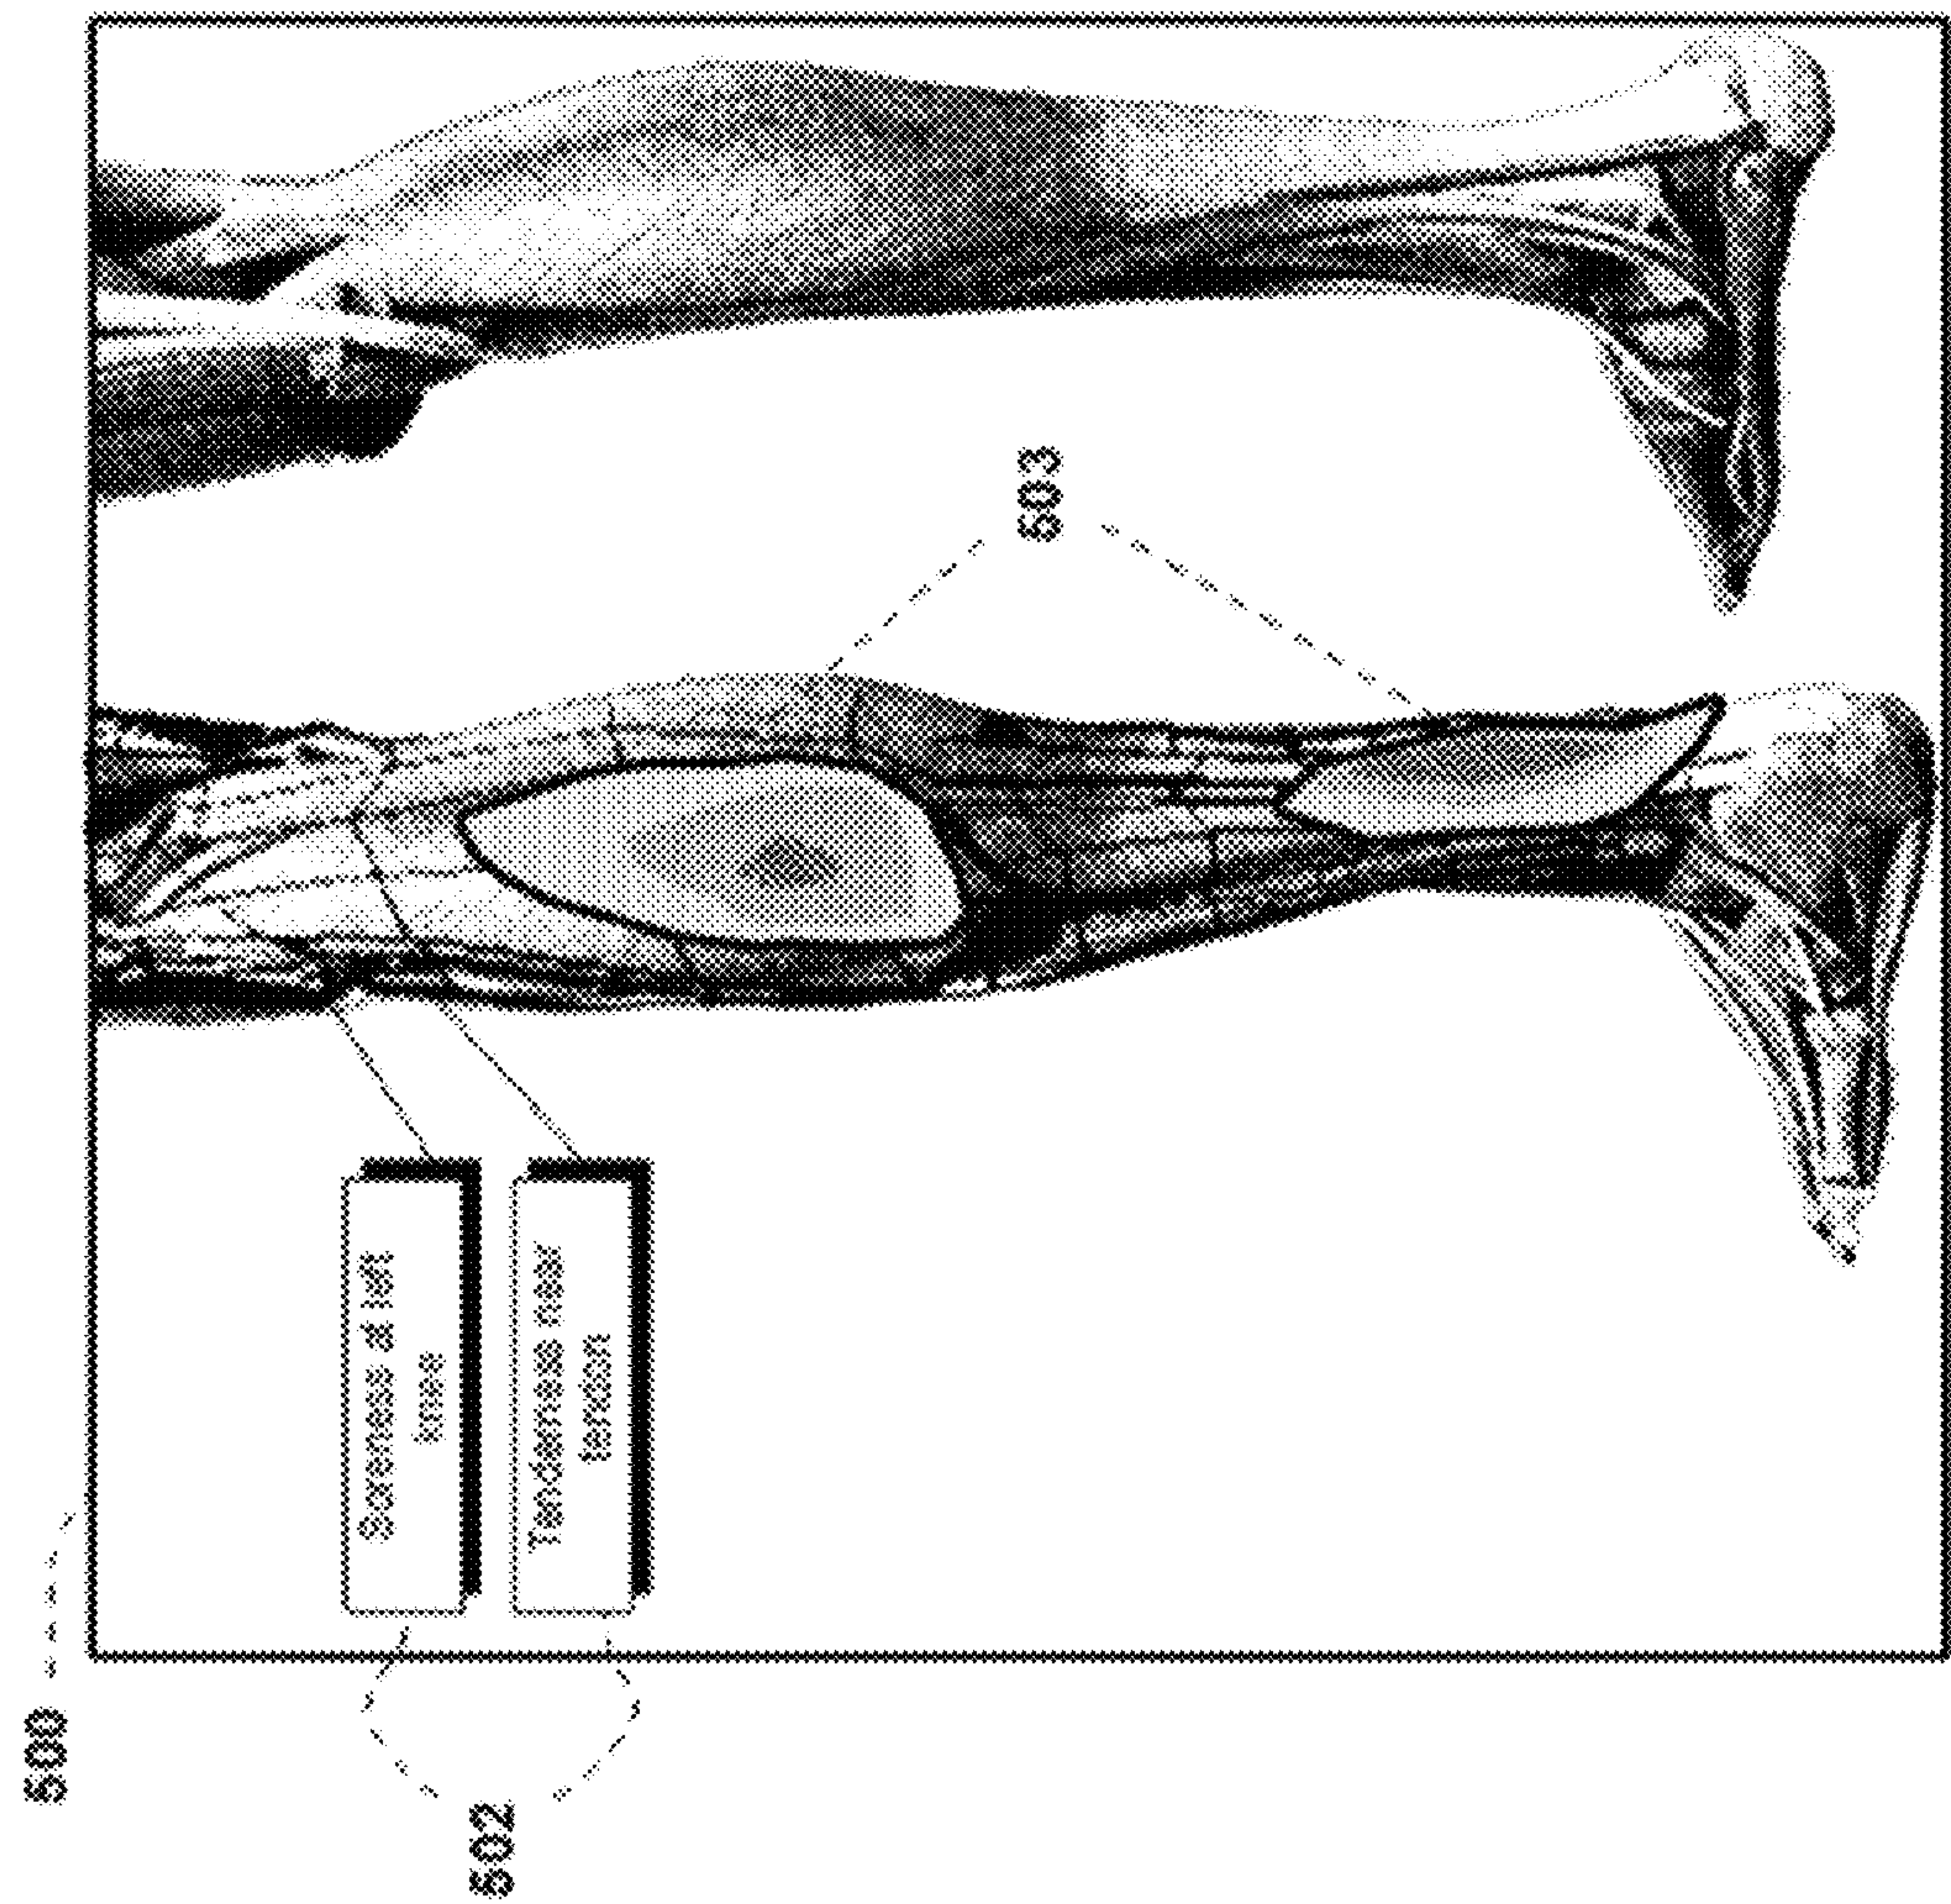 500
502
Soreness at left
knee
Tenderness near
tendon
503